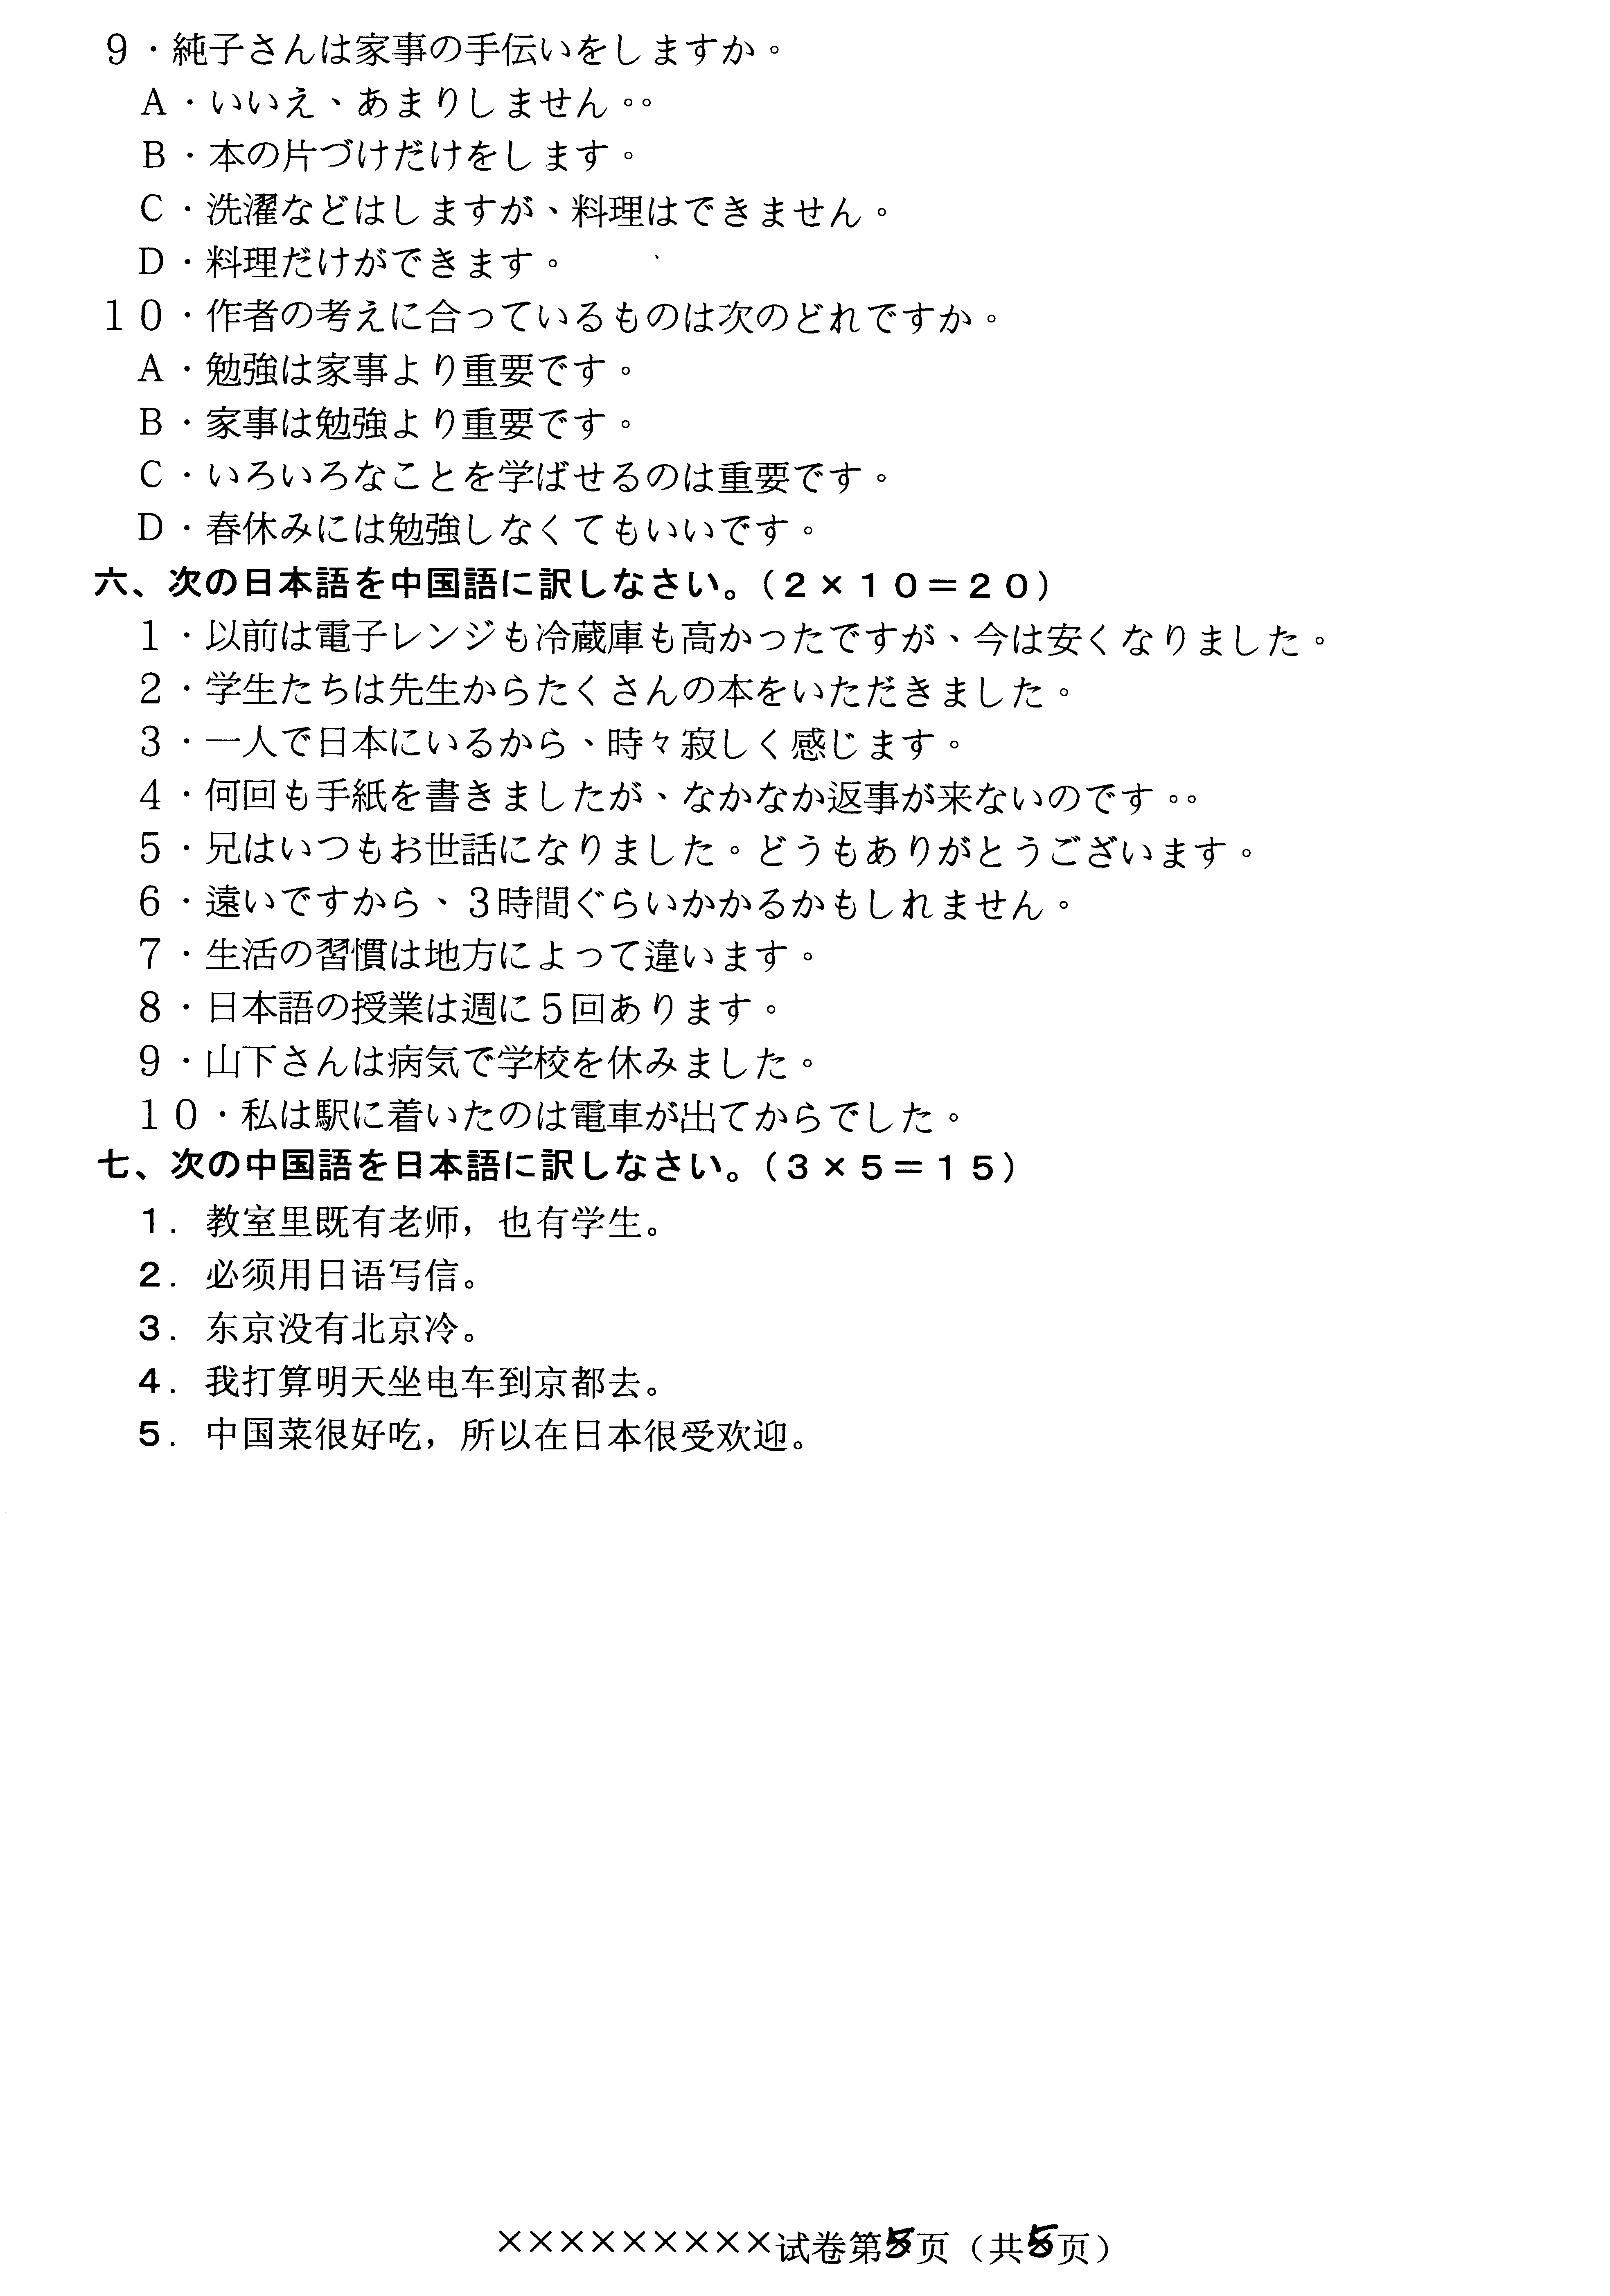 9・純子さんは家事の手伝いをしますか。
A・いいえ、あまりしません。。
B・本の片づけだけをします。
C・洗濯などはしますが、料理はできません。
D・料理だけができます。
10・作者の考えに合っているものは次のどれですか。
A・勉強は家事より重要です。
B・家事は勉強より重要です。
C・いろいろなことを学ばせるのは重要です。
D・春休みには勉強しなくてもいいです。
六、次の日本語を中国語に訳しなさい。(2×10=20)
1・以前は電子レンジも冷蔵庫も高かったですが、今は安くなりました。
2・学生たちは先生からたくさんの本をいただきました。
3・一人で日本にいるから、時々寂しく感じます。
4・何回も手紙を書きましたが、なかなか返事が来ないのです。。
5・兄はいつもお世話になりました。どうもありがとうございます。
6・遠いですから、3時間ぐらいかかるかもしれません。
7・生活の習慣は地方によって違います。
8・日本語の授業は週に5回あります。
9・山下さんは病気で学校を休みました。
10・私は駅に着いたのは電車が出てからでした。
七、次の中国語を日本語に訳しなさい。(3×5=15)
1. 教室里既有老师，也有学生。
2. 必须用日语写信。
3. 东京没有北京冷。
4. 我打算明天坐电车到京都去。
5. 中国菜很好吃，所以在日本很受欢迎。
×××××××××试卷第5页（共5页）